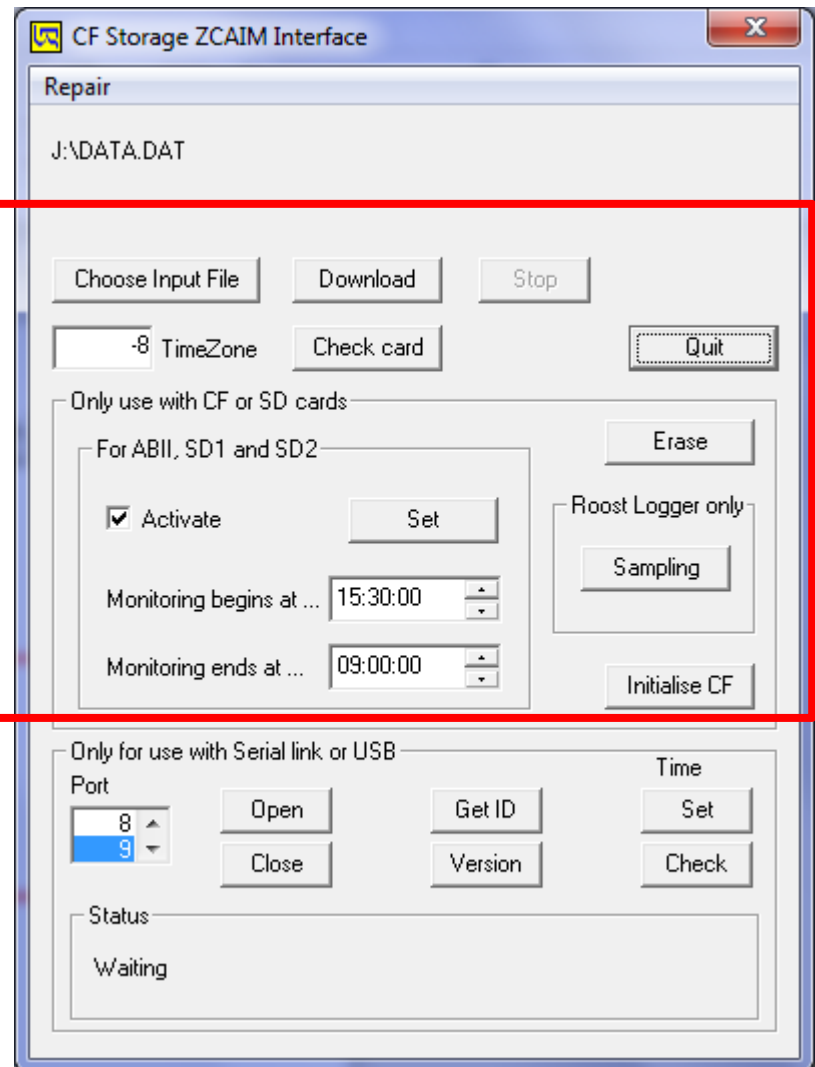 CF Storage ZCAIM Interface
Repair
J:\DATA.DAT
Choose Input File Download Stop
-8 TimeZone Check card Quit
Only use with CF or SD cards
For ABII, SD1 and SD2 Erase
Activate Set Roost Logger only
Sampling
Monitoring begins at ... 15:30:00
Monitoring ends at ... 09:00:00
Initialise CF
Only for use with Serial link or USB
Port Time
8 Open Get ID Set
9 Close Version Check
Status
Waiting